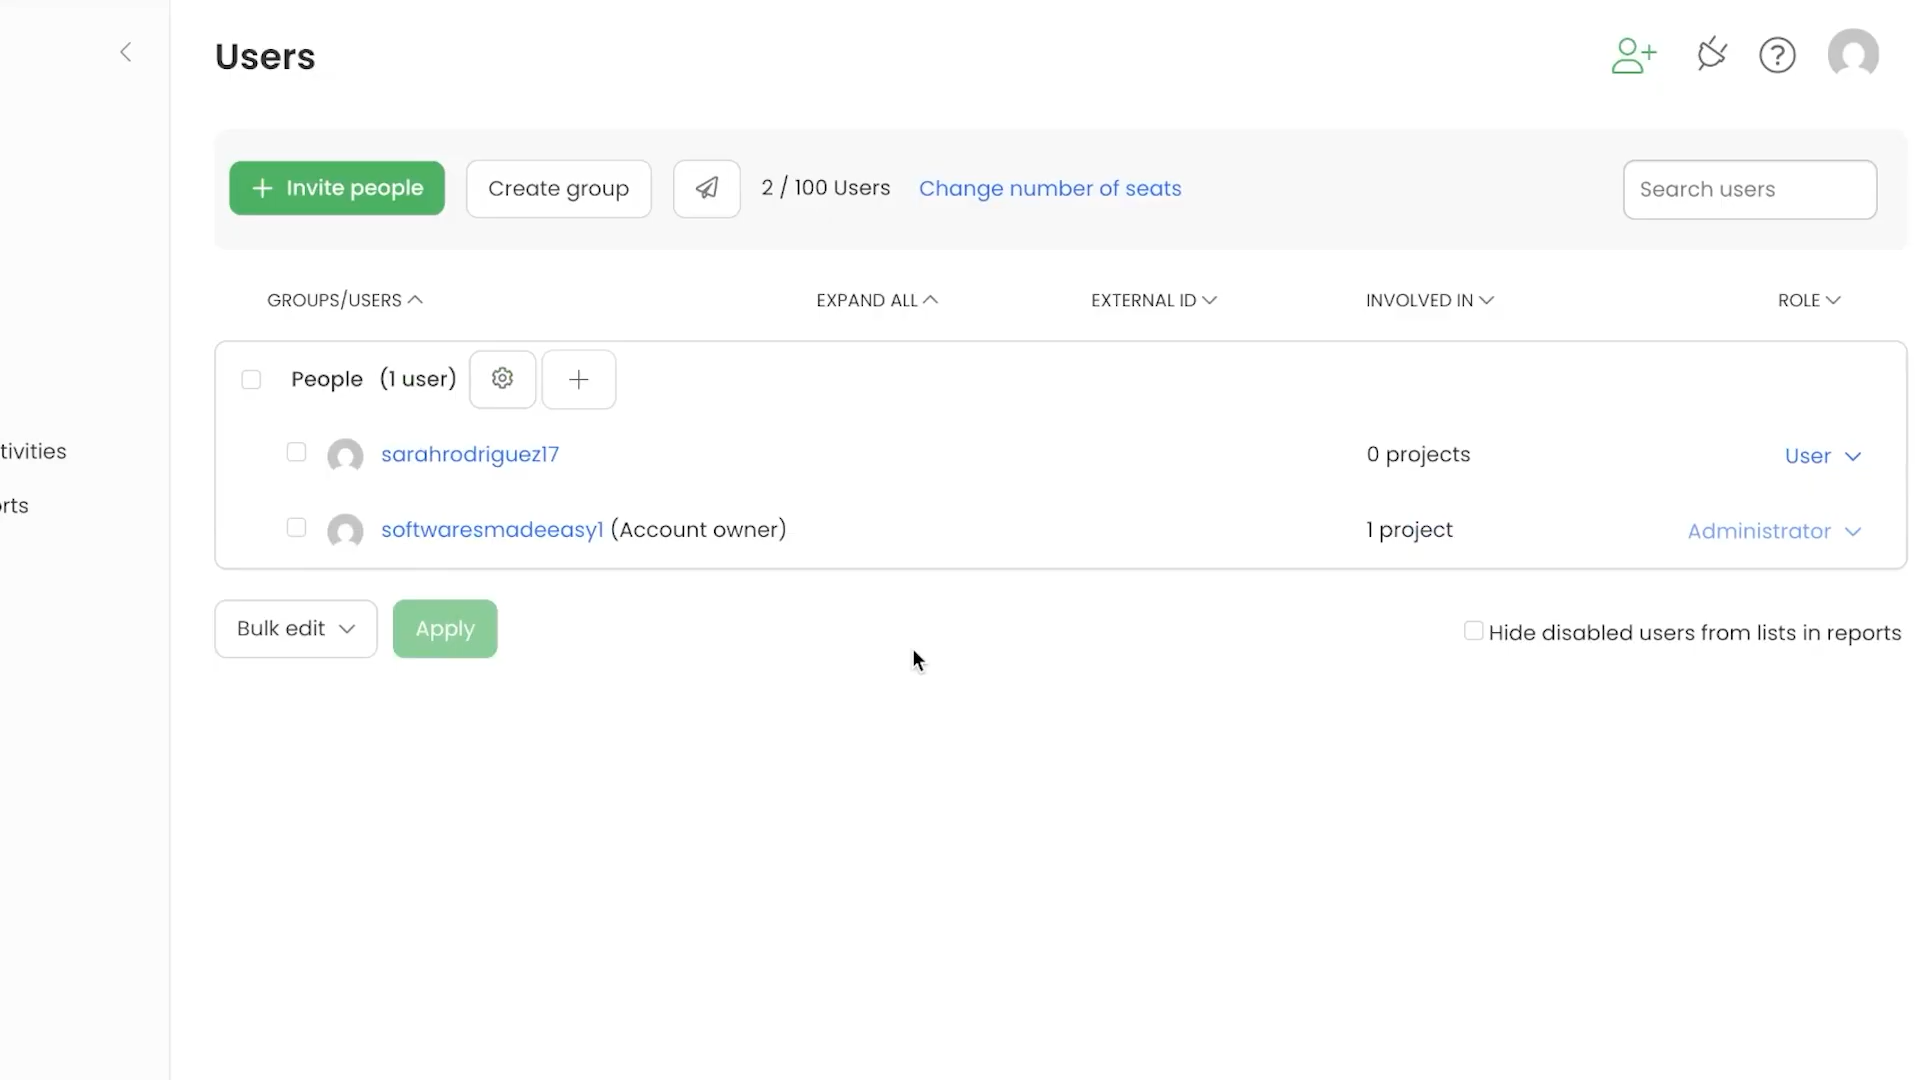 Users
Invite people
Create group
2 / 100 Users
Change number of seats
Search users
GROUPS/USERS
EXPAND ALL
EXTERNAL ID
INVOLVED IN
ROLE
People (1 user)
tivities
sarahrodriguez17
0 projects
User
rts
softwaresmadeeasy1 (Account owner)
1 project
Administrator
Bulk edit
Apply
Hide disabled users from lists in reports